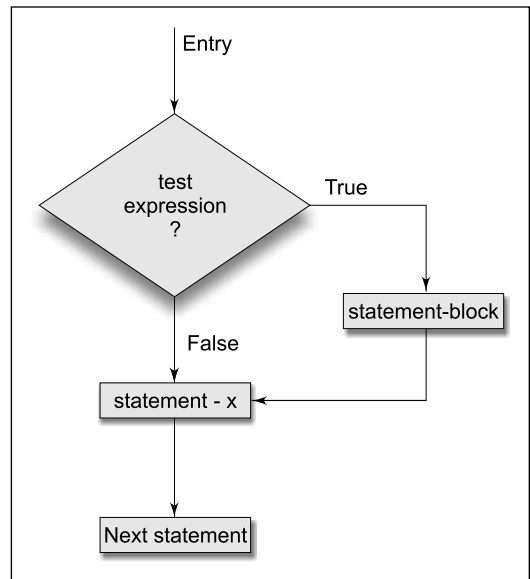 Entry
test
expression
?
True
statement-block
False
statement - x
Next statement